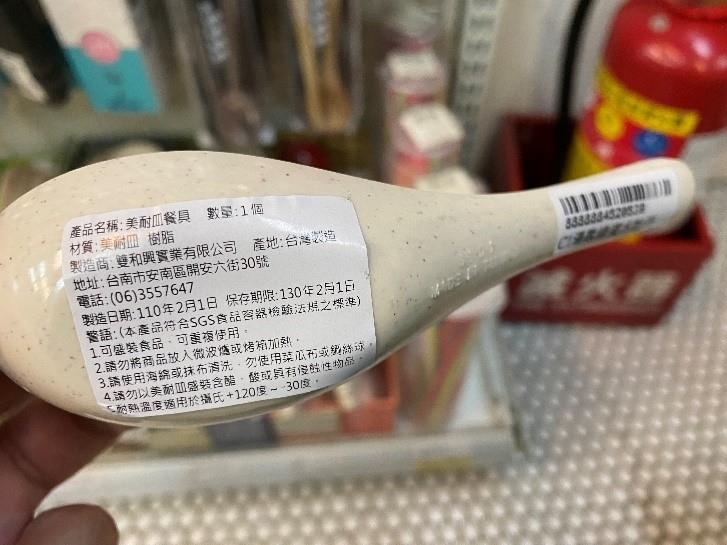 產品名稱:美耐皿餐具 數量:1個
材質:美耐皿 樹脂
製造商:雙和興實業有限公司 產地:台灣製造
地址:台南市安南區開安六街30號
電話:(06)3557647
製造日期:110年2月1日 保存期限:130年2月1日
警語:(本產品符合SGS食品容器檢驗法規之標準)
1.可盛裝食品,可重複使用。
2.請勿將商品放入微波爐或烤箱加熱。
3.請使用海綿或抹布清洗,勿使用菜瓜布或鋼絲球。
4.請勿以美耐皿盛裝含醋、酸或具有侵蝕性物品。
5.耐熱溫度適用於攝氏+120度~-30度。
MADE IN
8888884520528
滅火器